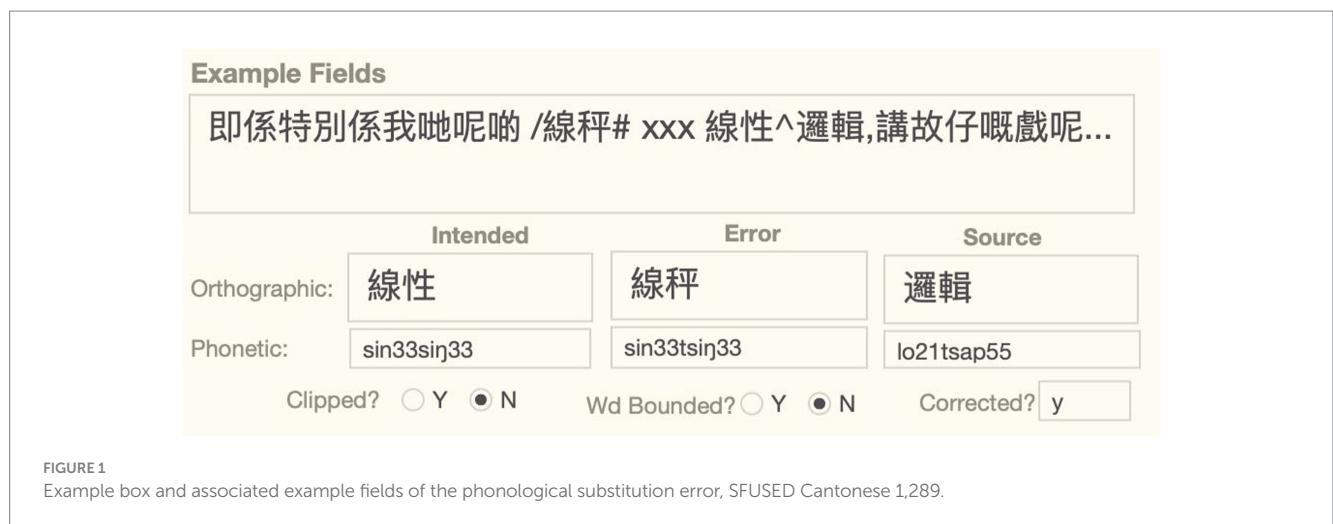 Example Fields
即係特別係我哋呢啲 /線秤# xxx 線性^邏輯,講故仔嘅戲呢...
Intended Error Source
Orthographic: 線性 線秤 邏輯
Phonetic: sin33siŋ33 sin33tsiŋ33 lo21tsap55
Clipped? Y N Wd Bounded? Y N Corrected? y
FIGURE 1
Example box and associated example fields of the phonological substitution error, SFUSED Cantonese 1,289.